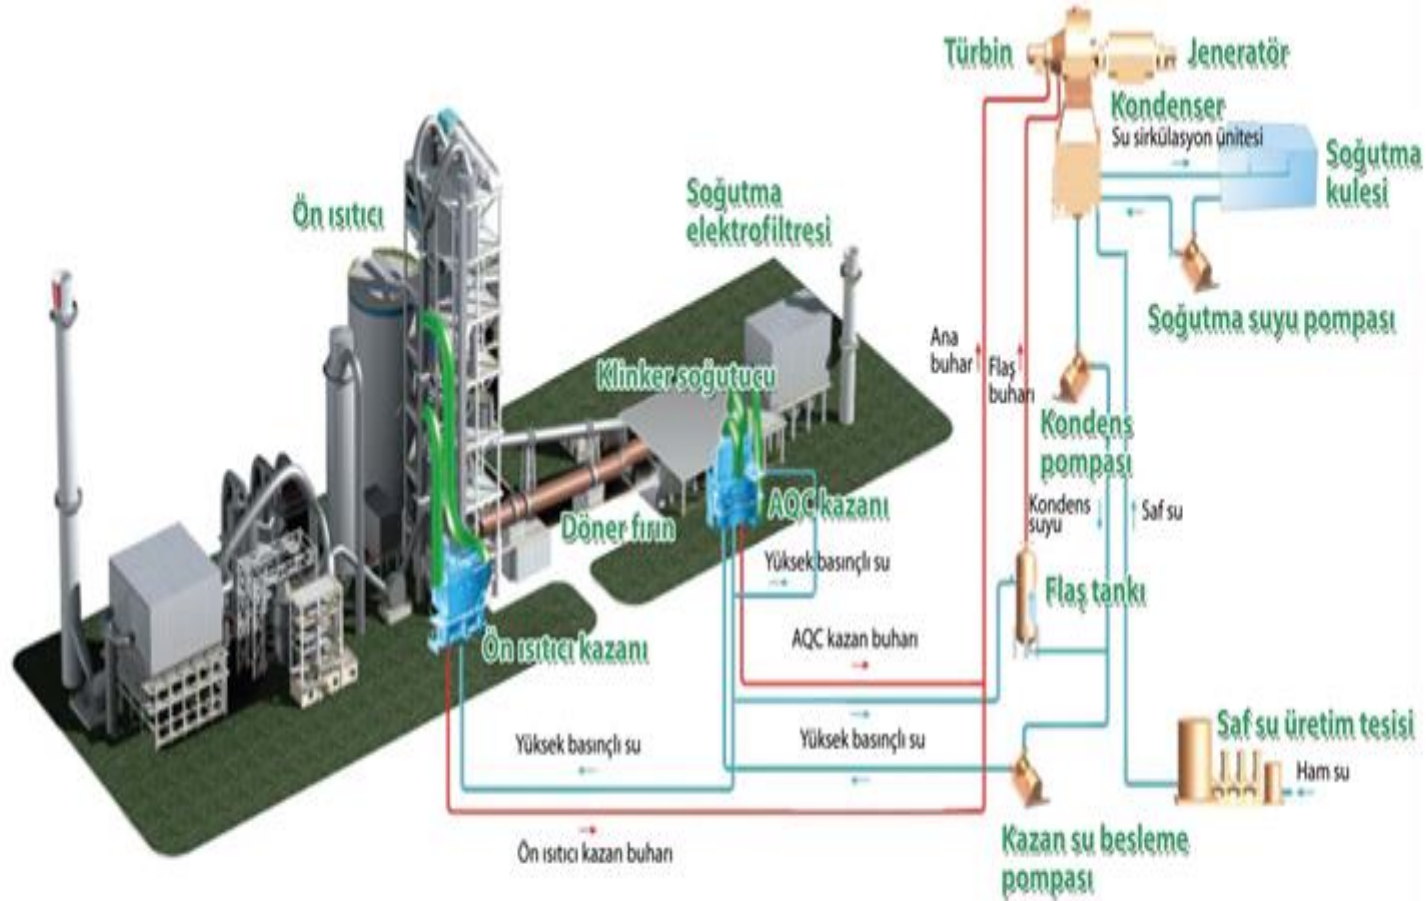 Türbin
Jeneratör
Kondenser
Su sirkülasyon ünitesi
Soğutma
kulesi
Soğutma suyu pompası
Ön ısıtıcı
Soğutma
elektrofiltresi
Klinker soğutucu
Ana
buhar
Flaş
buharı
Kondens
pompası
Kondens
suyu
Saf su
AQC kazanı
Döner fırın
Yüksek basınçlı su
Flaş tankı
Ön ısıtıcı kazanı
AQC kazan buharı
Yüksek basınçlı su
Yüksek basınçlı su
Saf su üretim tesisi
Ham su
Ön ısıtıcı kazan buharı
Kazan su besleme
pompası